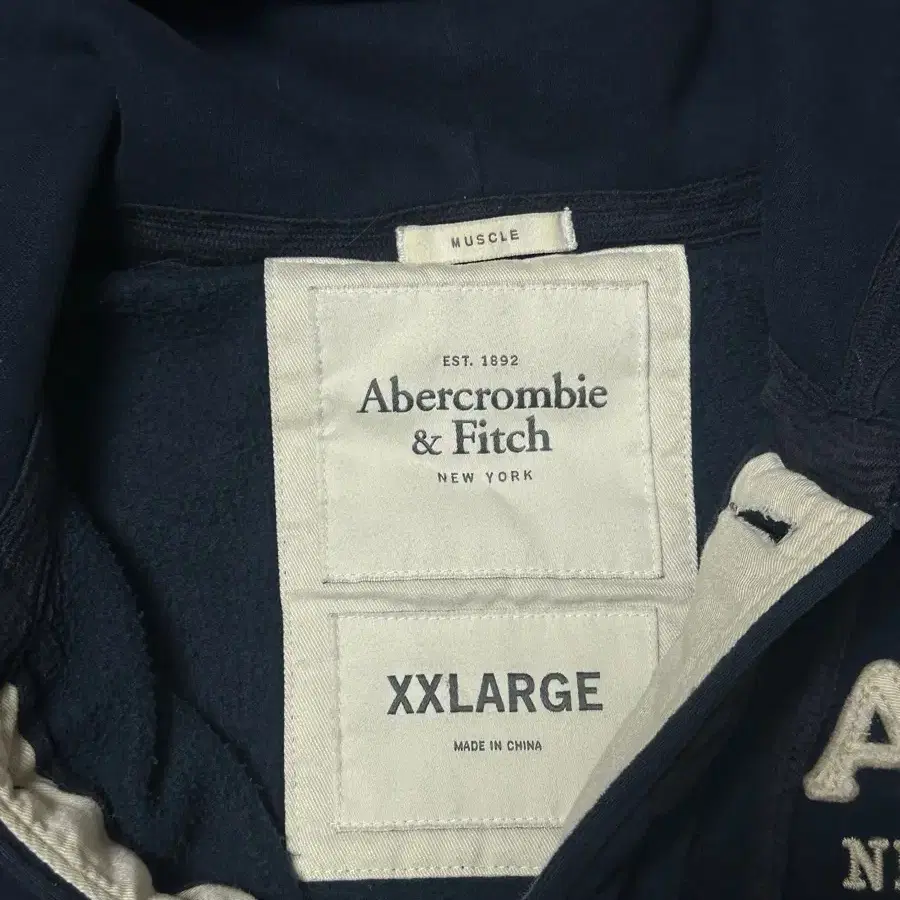 MUSCLE
EST. 1892
Abercrombie
& Fitch
NEW YORK
XXLARGE
MADE IN CHINA
A